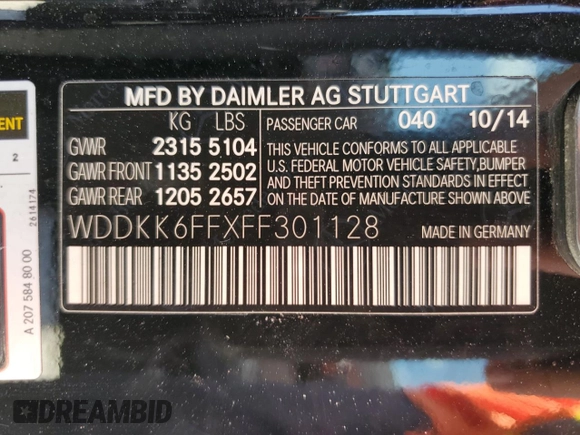 MFD BY DAIMLER AG STUTTGART
KG LBS PASSENGER CAR 040 10/14
GVWR 2315 5104
GAWR FRONT 1135 2502
GAWR REAR 1205 2657
THIS VEHICLE CONFORMS TO ALL APPLICABLE
U.S. FEDERAL MOTOR VEHICLE SAFETY, BUMPER
AND THEFT PREVENTION STANDARDS IN EFFECT ON
THE DATE OF MANUFACTURE SHOWN ABOVE
WDDKK6FFXFF301128 MADE IN GERMANY
2
2614174
A 207 584 80 00
DREAMBID